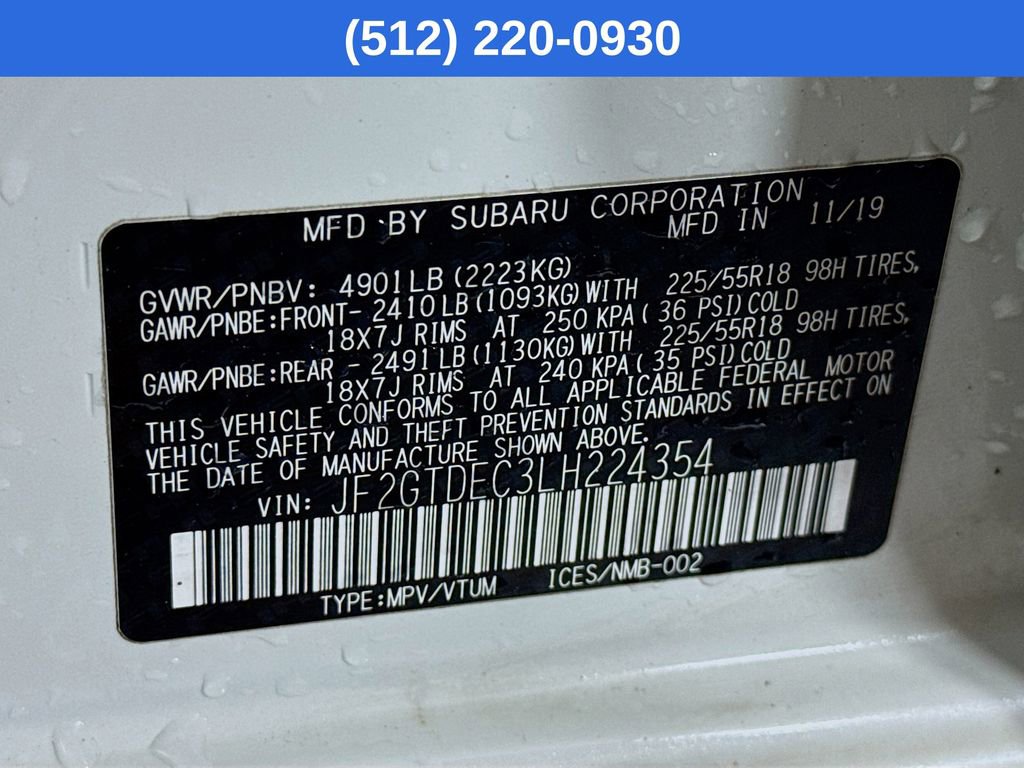 (512) 220-0930
MFD BY SUBARU CORPORATION
MFD IN 11/19
GVWR/PNBV: 4901LB (2223KG)
GAWR/PNBE:FRONT- 2410LB (1093KG) WITH 225/55R18 98H TIRES,
18X7J RIMS AT 250 KPA ( 36 PSI) COLD
GAWR/PNBE:REAR - 2491LB (1130KG) WITH 225/55R18 98H TIRES,
18X7J RIMS AT 240 KPA ( 35 PSI) COLD
THIS VEHICLE CONFORMS TO ALL APPLICABLE FEDERAL MOTOR
VEHICLE SAFETY AND THEFT PREVENTION STANDARDS IN EFFECT ON
THE DATE OF MANUFACTURE SHOWN ABOVE.
VIN: JF2GTDEC3LH224354
TYPE:MPV/VTUM ICES/NMB-002